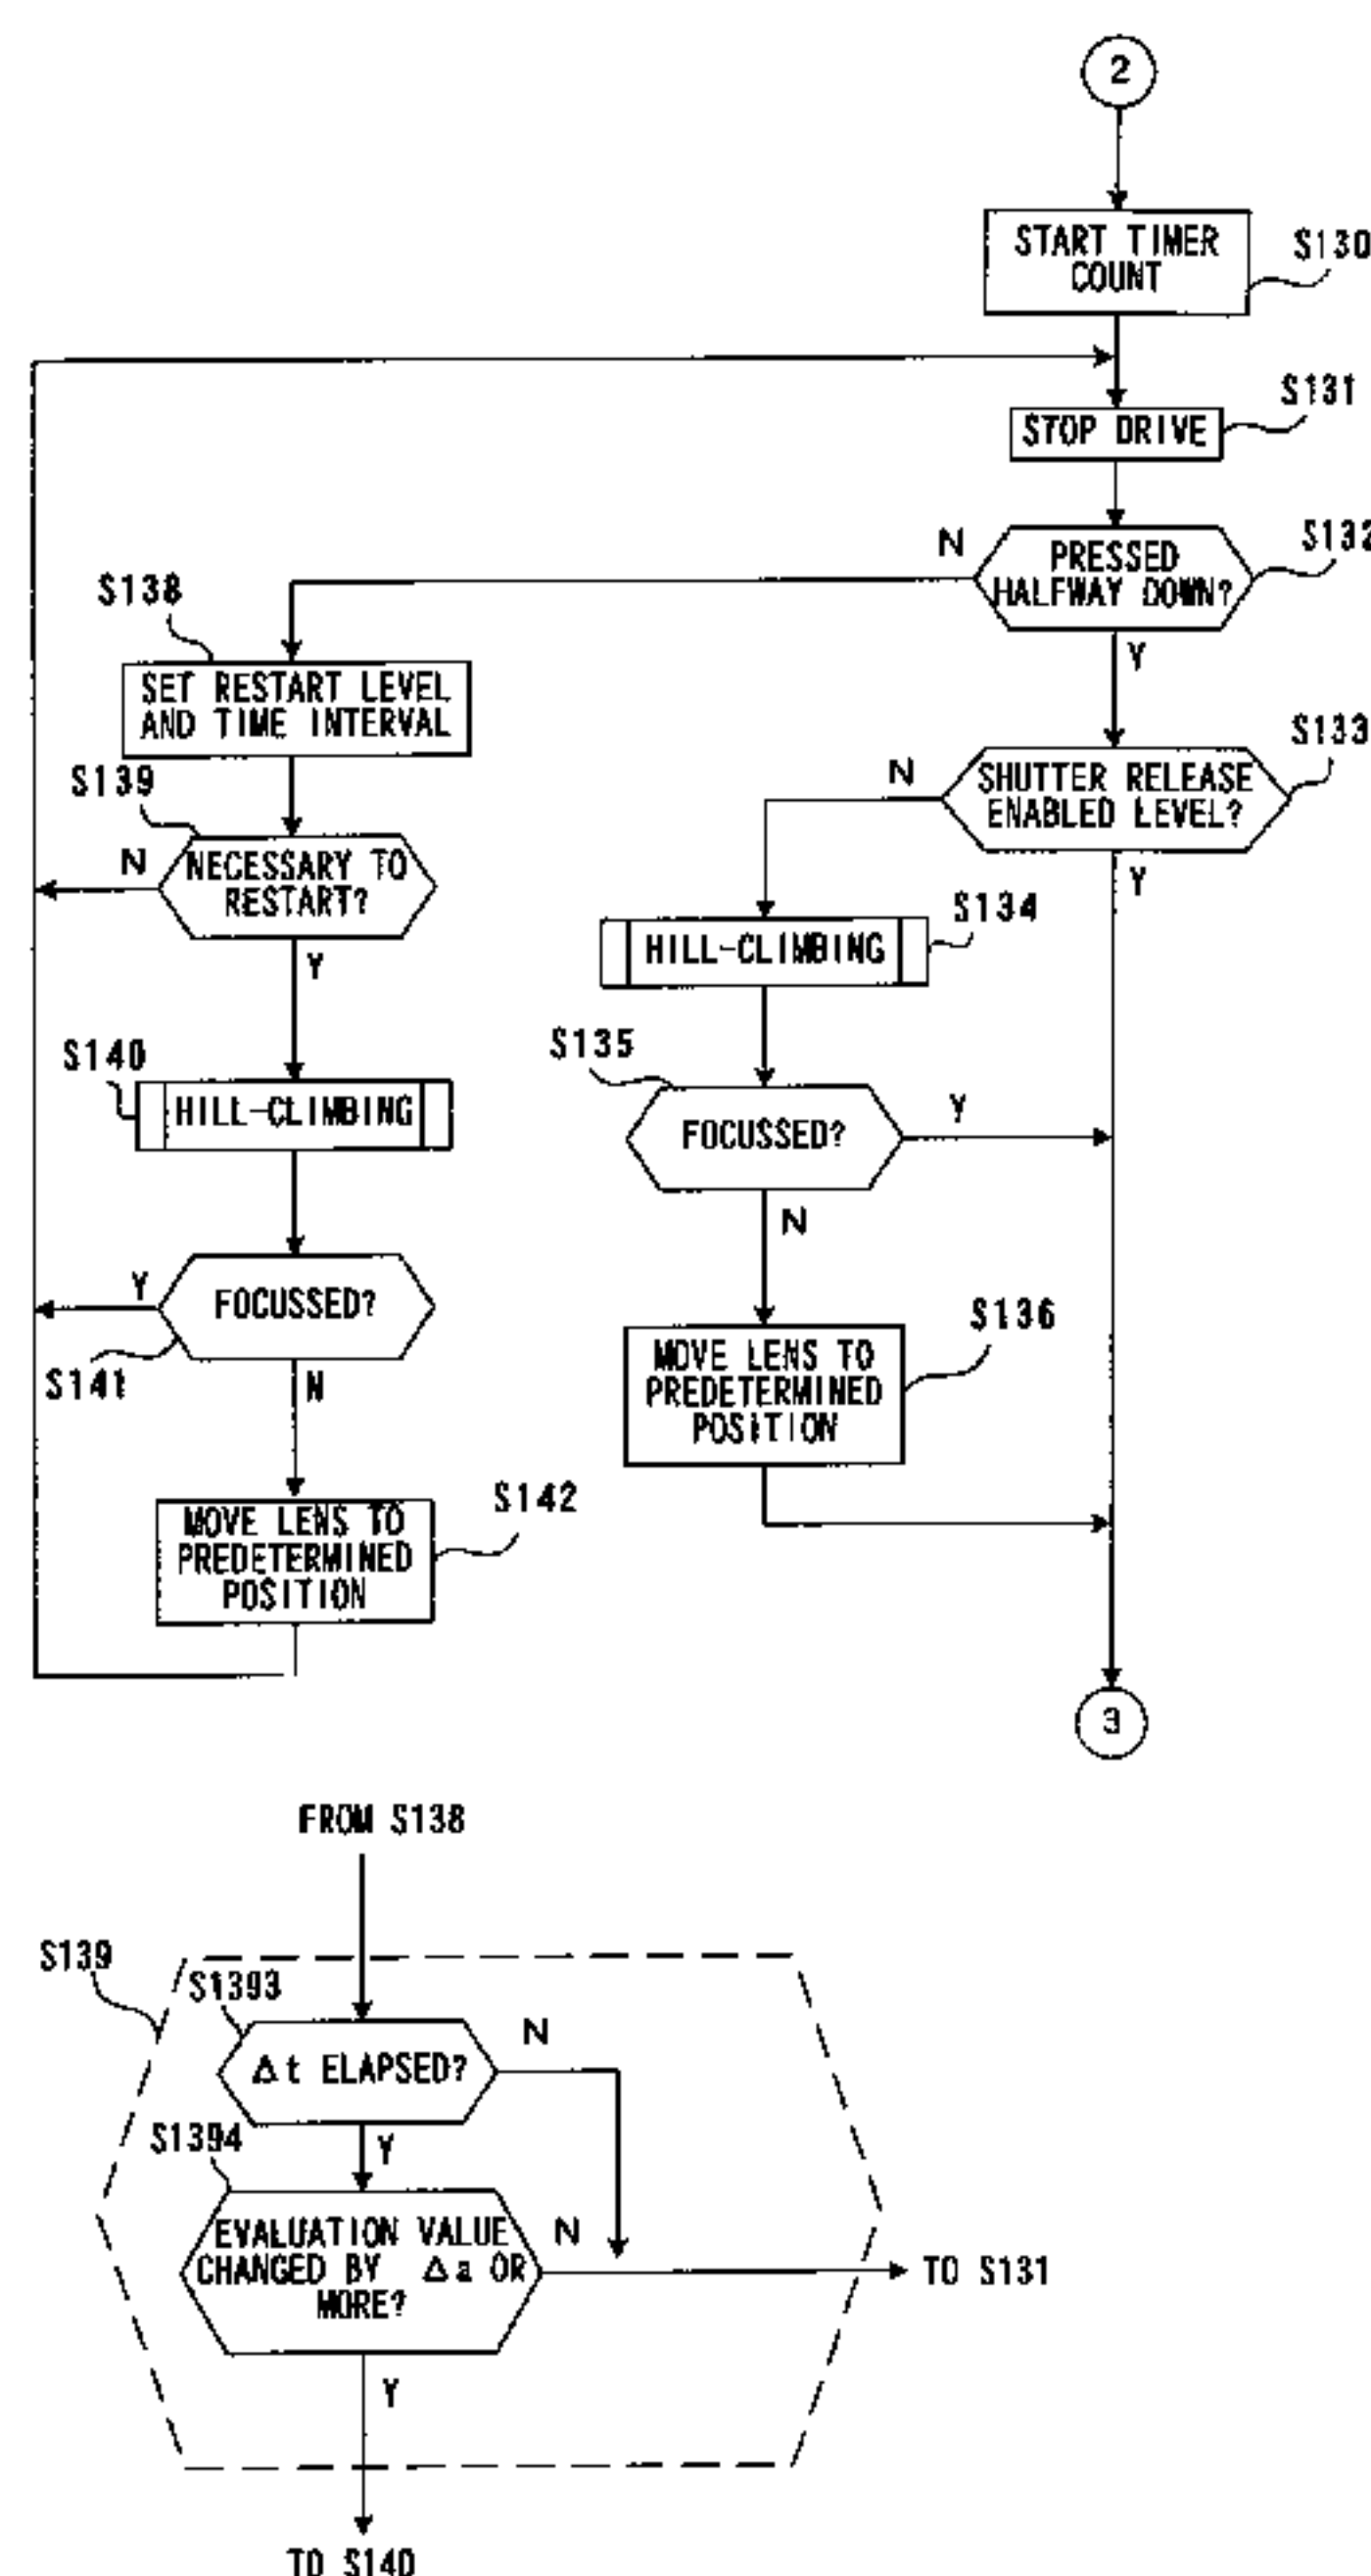 2
START TIMER
COUNT
S130
S131
STOP DRIVE
S132
N
PRESSED
HALFWAY DOWN?
Y
S138
SET RESTART LEVEL
AND TIME INTERVAL
S133
N
SHUTTER RELEASE
ENABLED LEVEL?
Y
S139
N
NECESSARY TO
RESTART?
Y
S134
HILL-CLIMBING
S140
HILL-CLIMBING
S135
FOCUSSED?
Y
N
Y
FOCUSSED?
S141
N
S136
MOVE LENS TO
PREDETERMINED
POSITION
S142
MOVE LENS TO
PREDETERMINED
POSITION
3
FROM S138
S139
S1393
N
Δt ELAPSED?
Y
S1394
EVALUATION VALUE
CHANGED BY Δa OR
MORE?
N
TO S131
Y
TO S140